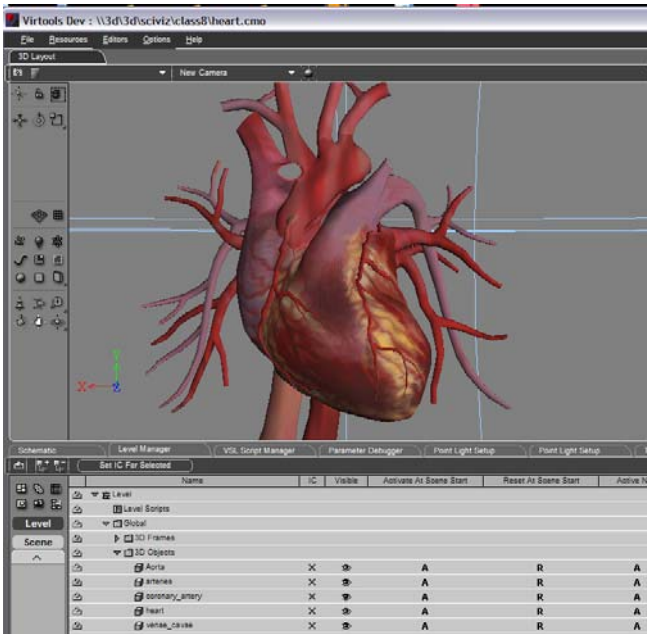 Virtools Dev : \\3d\3d\sciviz\class8\heart.cmo
File Resources Editors Options Help
3D Layout
New Camera
Y
X Z
Schematic Level Manager VSL Script Manager Parameter Debugger Point Light Setup Point Light Setup
Set IC For Selected
Name IC Visible Activate At Scene Start Reset At Scene Start Active N
Level
Level Scripts
Level Global
3D Frames
Scene 3D Objects
Aorta X A R A
arteries X A R A
coronary_artery X A R A
heart X A R A
venae_cavae X A R A